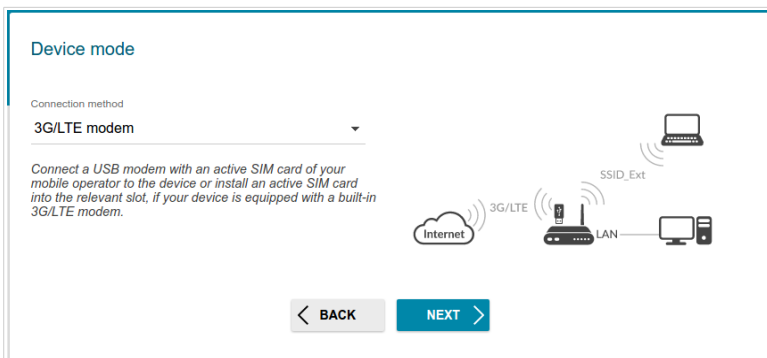 Device mode
Connection method
3G/LTE modem
Connect a USB modem with an active SIM card of your
mobile operator to the device or install an active SIM card
into the relevant slot, if your device is equipped with a built-in
3G/LTE modem.
SSID_Ext
3G/LTE
Internet
LAN
BACK
NEXT